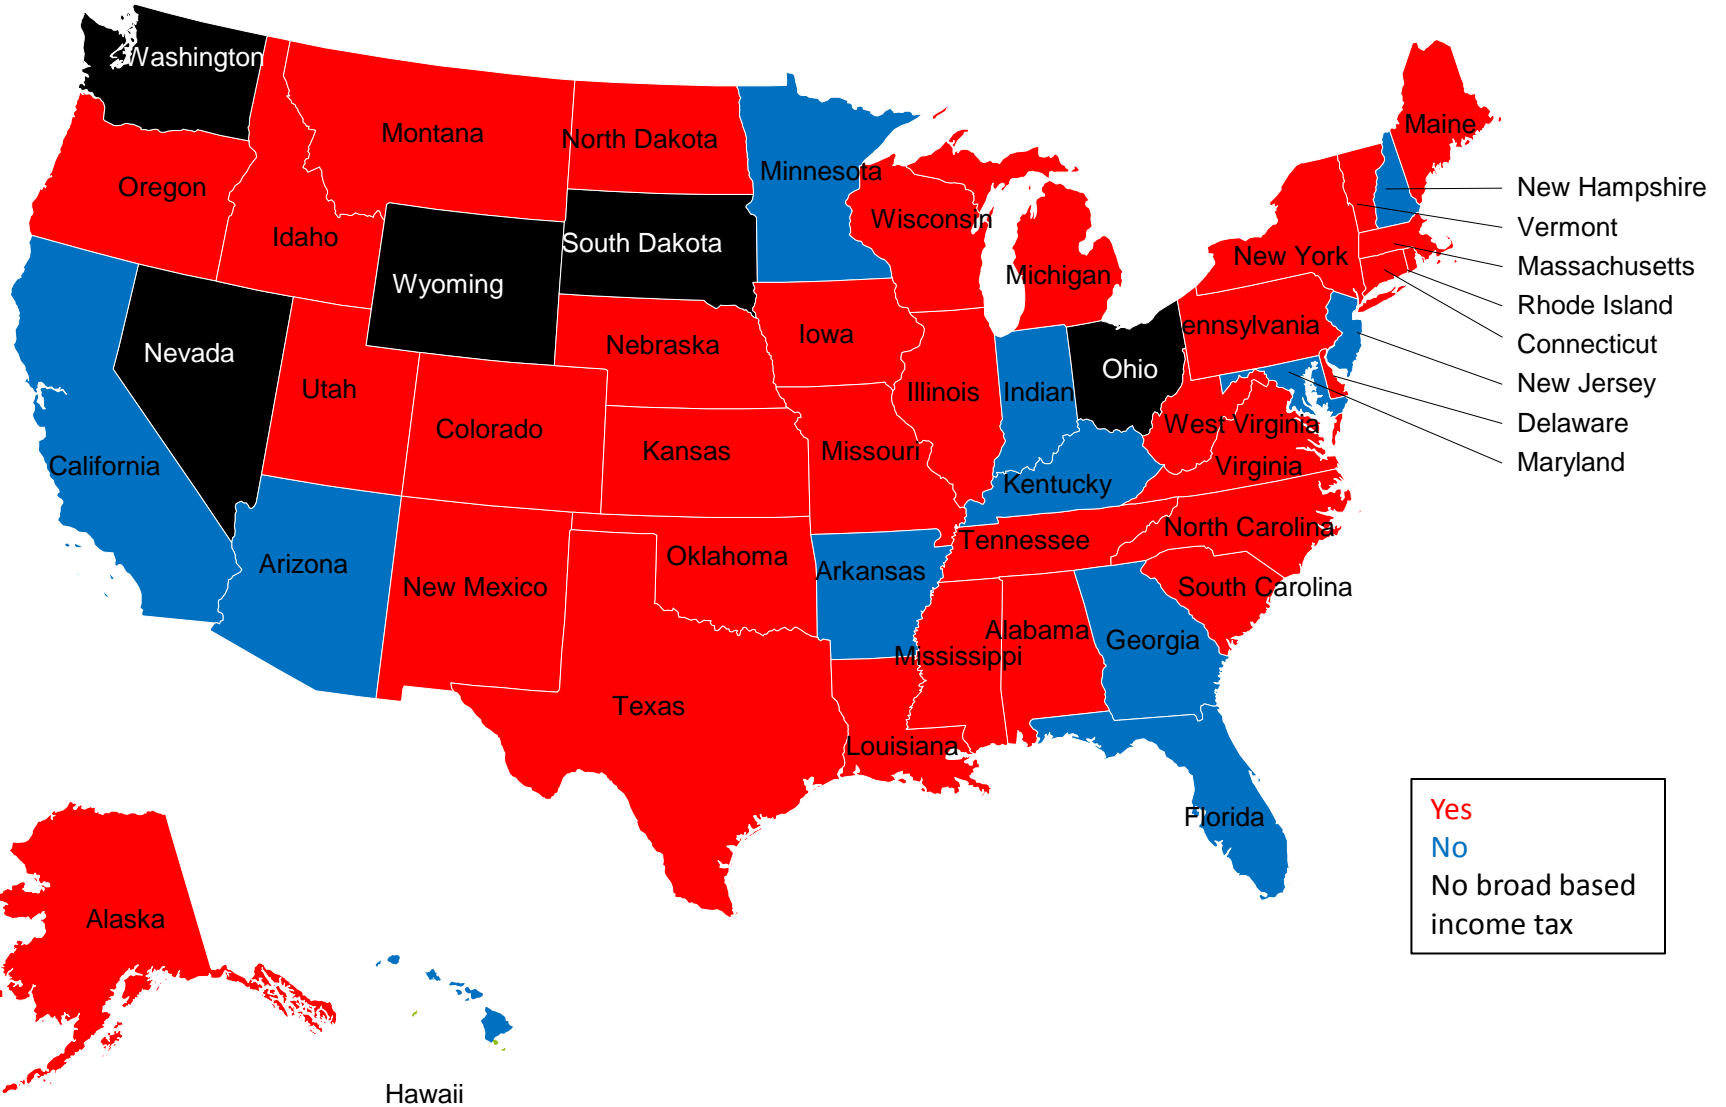 Washington
Montana
North Dakota
Minnesota
Maine
Oregon
Idaho
Wyoming
South Dakota
Wisconsin
Michigan
New York
New Hampshire
Vermont
Massachusetts
Rhode Island
Connecticut
New Jersey
Delaware
Maryland
Nevada
Utah
Colorado
Nebraska
Iowa
Illinois
Indian
Ohio
ennsylvania
California
Kansas
Missouri
Kentucky
West Virginia
Virginia
Arizona
New Mexico
Oklahoma
Arkansas
Tennessee
North Carolina
South Carolina
Texas
Louisiana
Mississippi
Alabama
Georgia
Florida
Alaska
Hawaii
Yes
No
No broad based
income tax